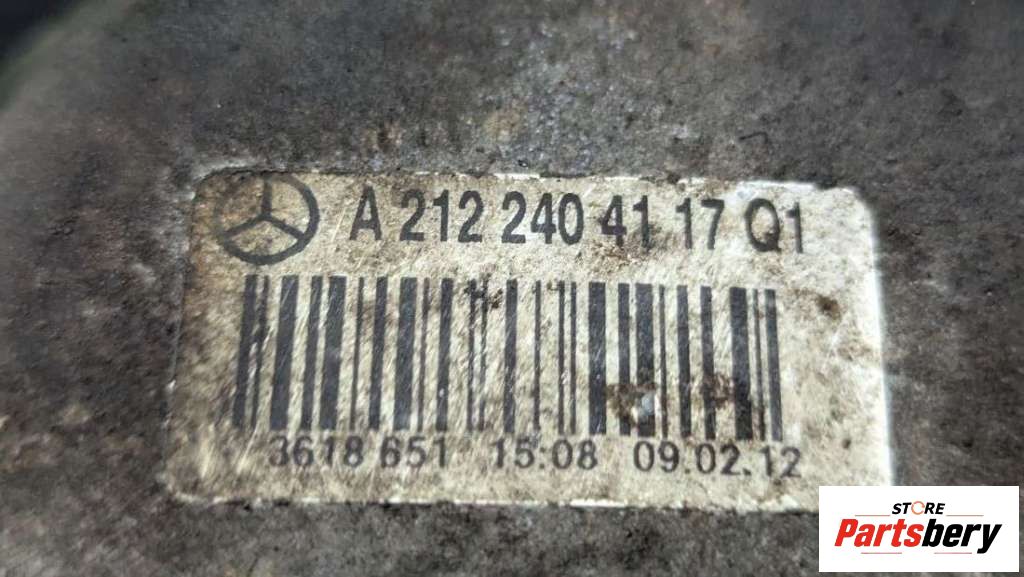 A 212 240 41 17 Q1
3618 651 15:08 09.02.12
STORE
Partsbery